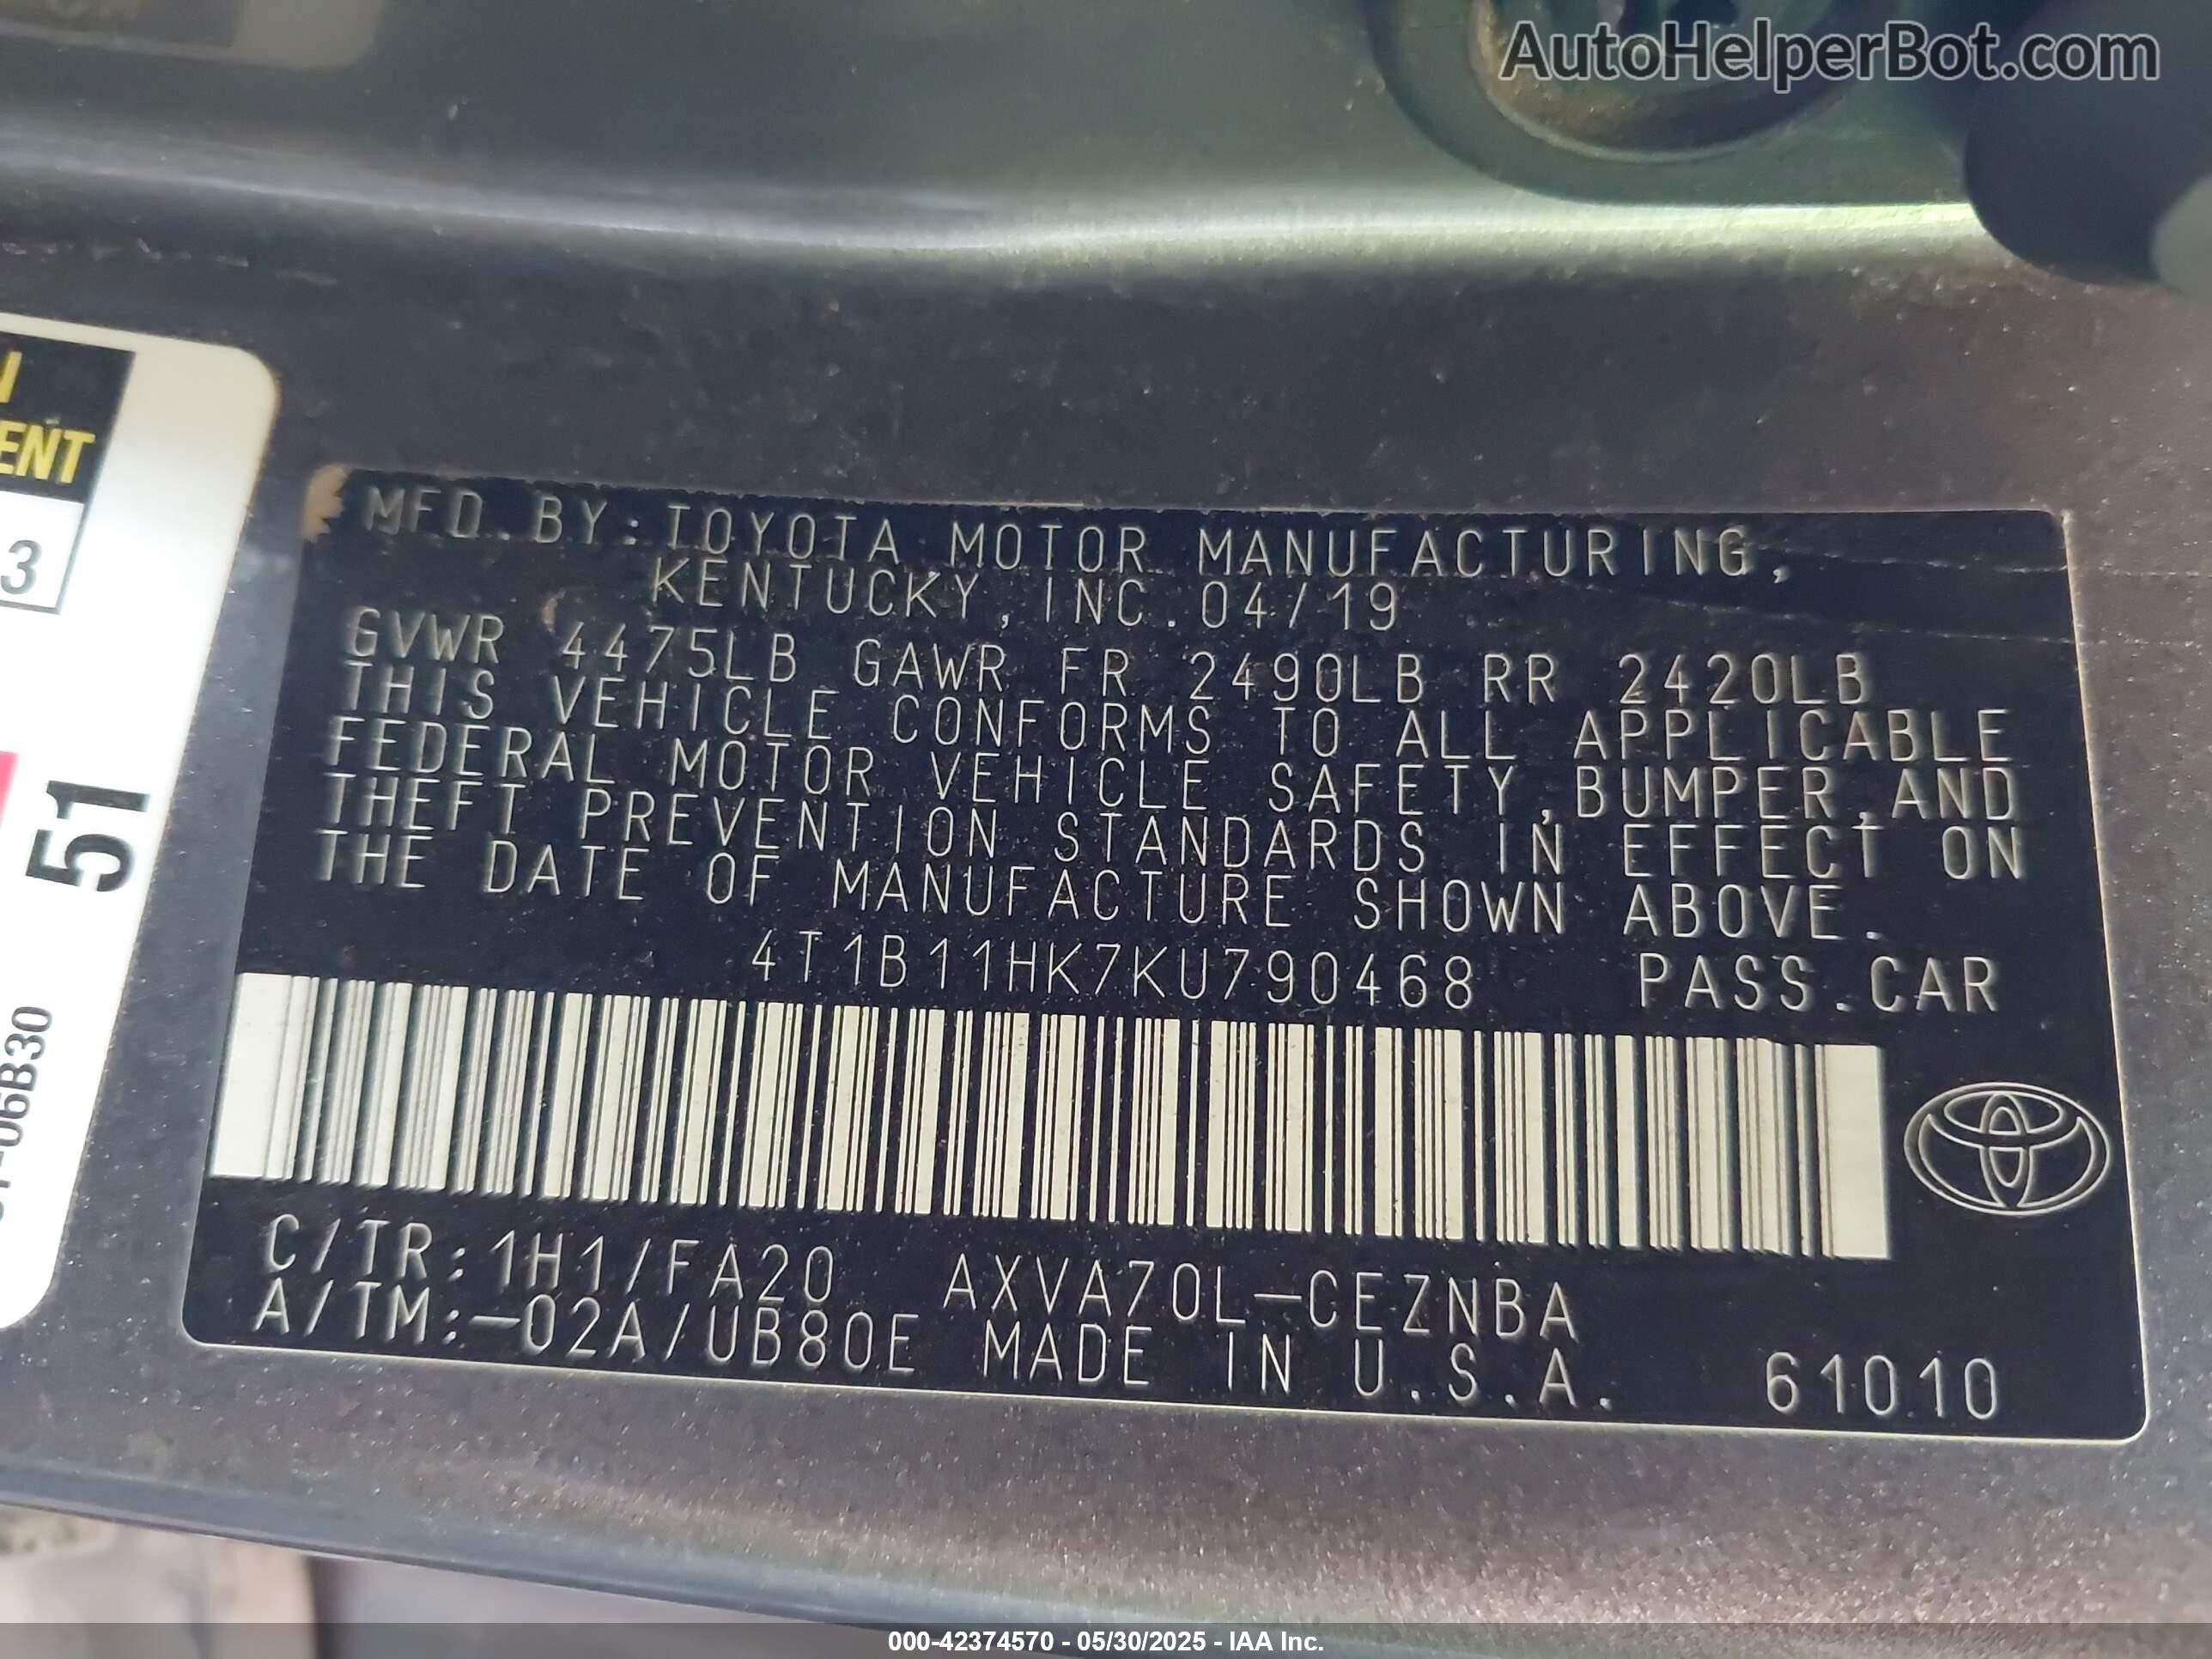 AutoHelperBot.com
ENT
3
51
06B30
MFD. BY: TOYOTA MOTOR MANUFACTURING,
KENTUCKY, INC. 04/19
GVWR 4475LB GAWR FR 2490LB RR 2420LB
THIS VEHICLE CONFORMS TO ALL APPLICABLE
FEDERAL MOTOR VEHICLE SAFETY, BUMPER, AND
THEFT PREVENTION STANDARDS IN EFFECT ON
THE DATE OF MANUFACTURE SHOWN ABOVE.
4T1B11HK7KU790468 PASS.CAR
C/TR:1H1/FA20 AXVA70L-CEZNBA
A/TM:-02A/UB80E MADE IN U.S.A. 61010
000-42374570 - 05/30/2025 - IAA Inc.